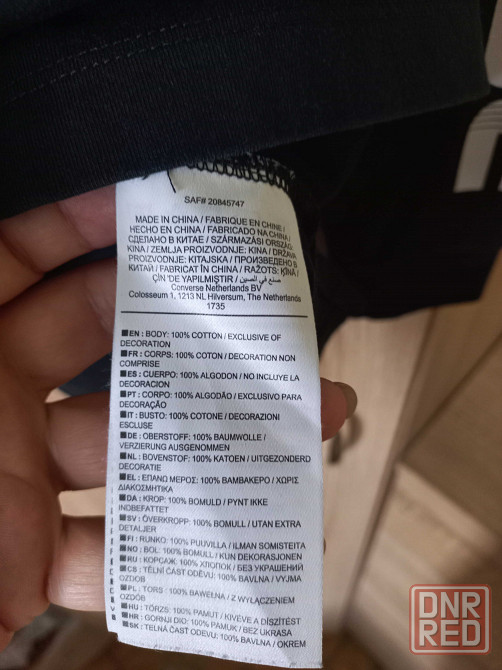 SAF# 20845747
MADE IN CHINA / FABRIQUE EN CHINE /
HECHO EN CHINA / FABRICADO NA CHINA /
СДЕЛАНО В КИТАЕ / SZÁRMAZÁSI ORSZÁG:
KÍNA / ZEMLJA PROIZVODNJE: KINA / DRŽAVA
PROIZVODNJE: KITAJSKA / ПРОИЗВЕДЕНО В
КИТАЙ / FABRICAT ÎN CHINA / RAŽOTS: ĶĪNA /
ÇİN 'DE YAPILMIŞTIR / صنع في الصين
Converse Netherlands BV
Colosseum 1, 1213 NL Hilversum, The Netherlands
1735
EN: BODY: 100% COTTON / EXCLUSIVE OF
DECORATION
FR: CORPS: 100% COTON / DECORATION NON
COMPRISE
ES: CUERPO: 100% ALGODON / NO INCLUYE LA
DECORACION
PT: CORPO: 100% ALGODÃO / EXCLUSIVO PARA
DECORAÇÃO
IT: BUSTO: 100% COTONE / DECORAZIONI
ESCLUSE
DE: OBERSTOFF: 100% BAUMWOLLE /
VERZIERUNG AUSGENOMMEN
NL: BOVENSTOF: 100% KATOEN / UITGEZONDERD
DECORATIE
EL: ΕΠΑΝΩ ΜΕΡΟΣ: 100% ΒΑΜΒΑΚΕΡΟ / ΧΩΡΙΣ
ΔΙΑΚΟΣΜΗΤΙΚΑ
DA: KROP: 100% BOMULD / PYNT IKKE
INDBEFATTET
SV: ÖVERKROPP: 100% BOMULL / UTAN EXTRA
DETALJER
FI: RUNKO: 100% PUUVILLA / ILMAN SOMISTEITA
NO: BOL: 100% BOMULL / KUN DEKORASJONEN
RU: КОРСАЖ: 100% ХЛОПОК / БЕЗ УКРАШЕНИЙ
CS: TĚLNÍ ČÁST ODĚVU: 100% BAVLNA / VYJMA
OZDOB
PL: TORS: 100% BAWEŁNA / Z WYŁĄCZENIEM
OZDÓB
HU: TÖRZS: 100% PAMUT / KIVÉVE A DÍSZÍTÉST
HR: GORNJI DIO: 100% PAMUK / BEZ UKRASA
SK: TELNÁ ČASŤ ODEVU: 100% BAVLNA / OKREM
DNR
RED